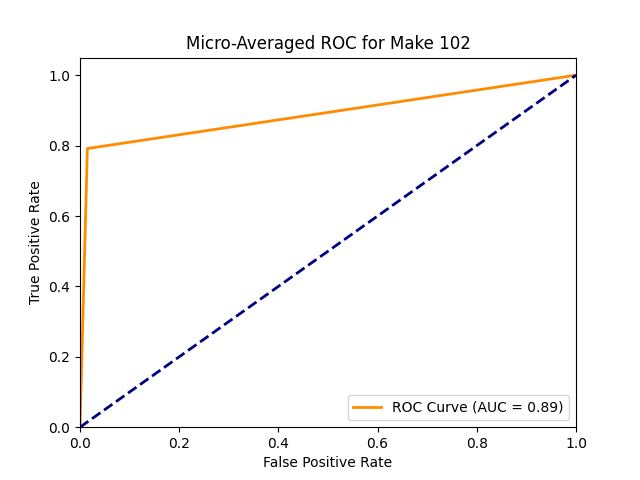 Micro-Averaged ROC for Make 102
True Positive Rate
1.0
0.8
0.6
0.4
0.2
0.0
0.0 0.2 0.4 0.6 0.8 1.0
False Positive Rate
ROC Curve (AUC = 0.89)